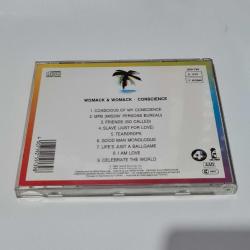 WOMACK & WOMACK · CONSCIENCE
1. CONSCIOUS OF MY CONSCIENCE
2. MPB (MISSIN' PERSONS BUREAU)
3. FRIENDS (SO CALLED)
4. SLAVE (JUST FOR LOVE)
5. TEARDROPS
6. GOOD MAN MONOLOGUE
7. LIFE'S JUST A BALLGAME
8. I AM LOVE
9. CELEBRATE THE WORLD
4